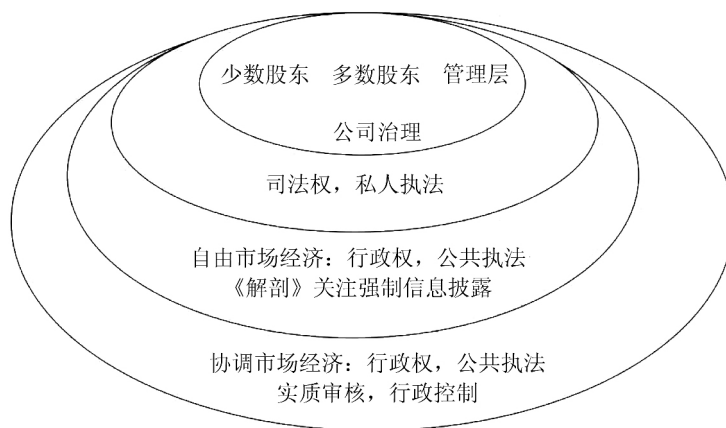 少数股东 多数股东 管理层
公司治理
司法权，私人执法
自由市场经济：行政权，公共执法
《解剖》关注强制信息披露
协调市场经济：行政权，公共执法
实质审核，行政控制